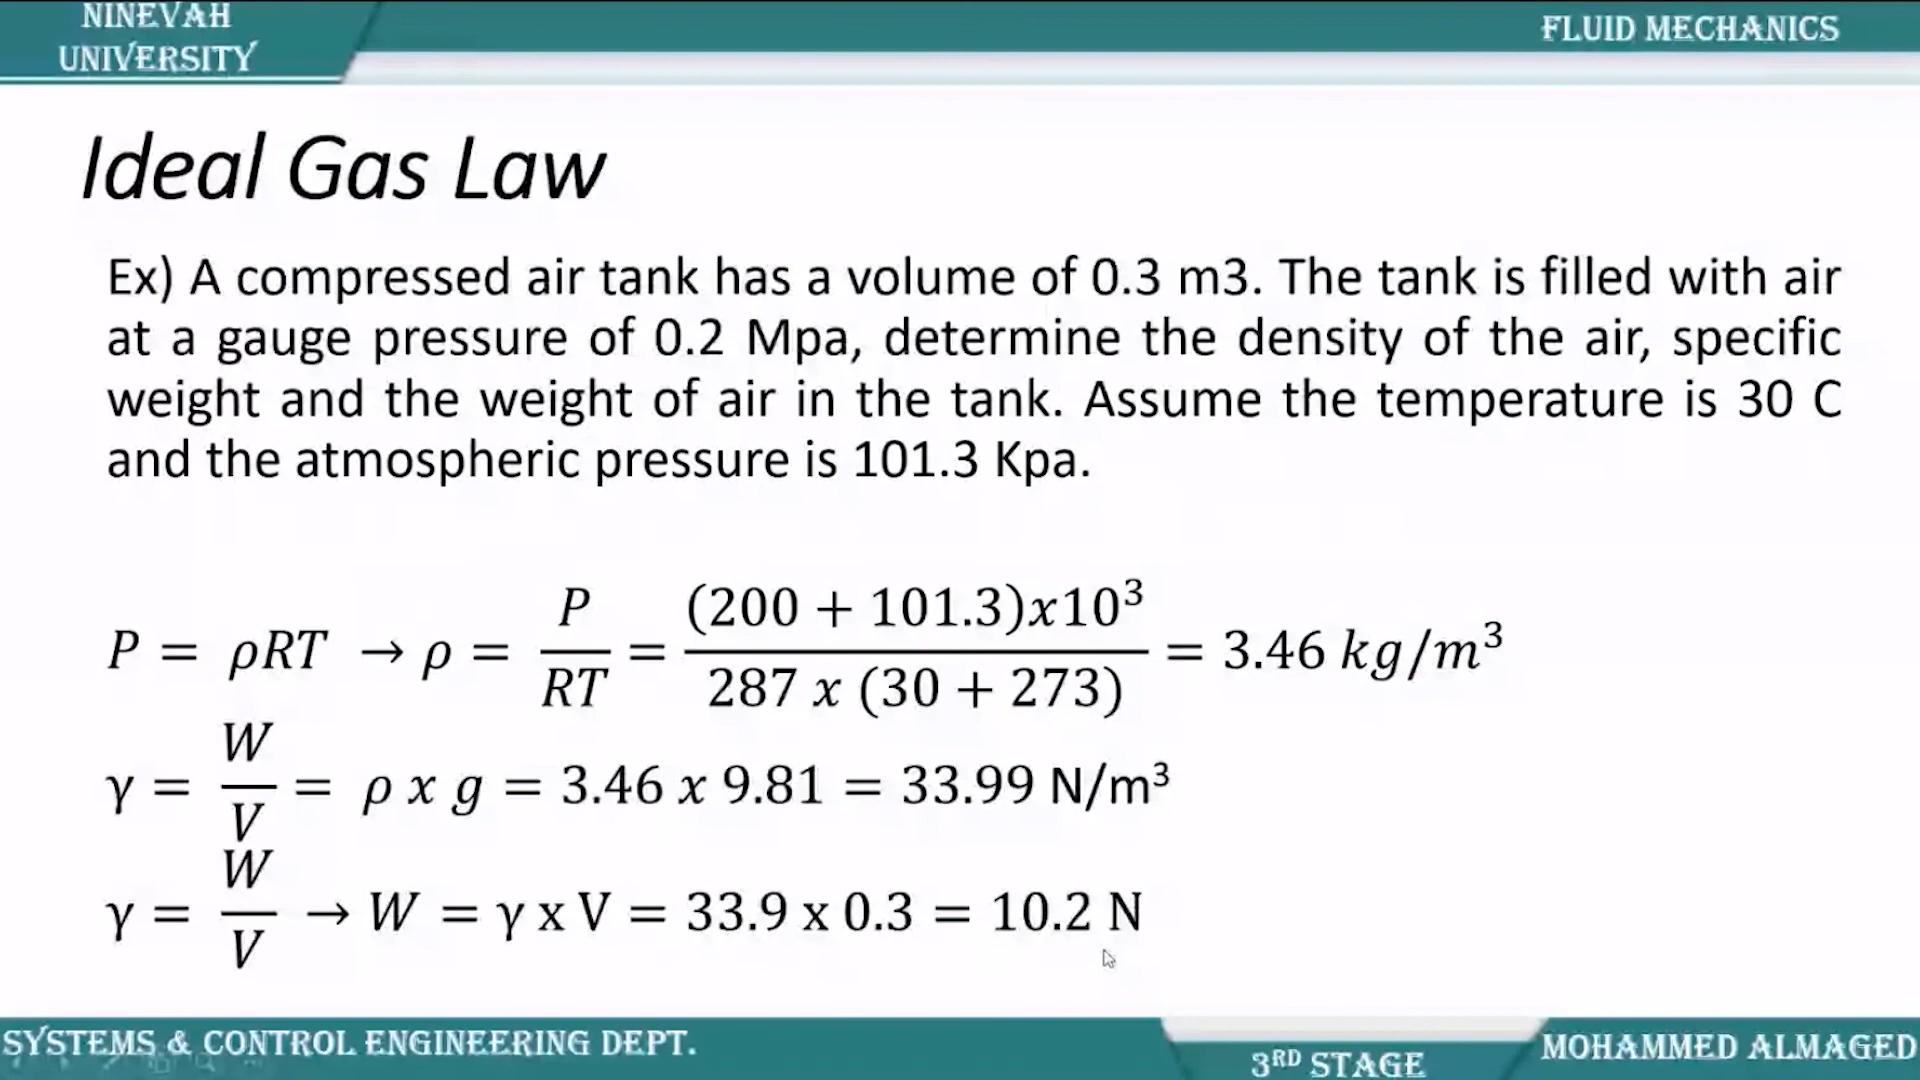 NINEVAH
UNIVERSITY
FLUID MECHANICS
Ideal Gas Law
Ex) A compressed air tank has a volume of 0.3 m3. The tank is filled with air
at a gauge pressure of 0.2 Mpa, determine the density of the air, specific
weight and the weight of air in the tank. Assume the temperature is 30 C
and the atmospheric pressure is 101.3 Kpa.
P = ρRT → ρ = P/RT = (200 + 101.3)x10³ / 287 x (30 + 273) = 3.46 kg/m³
γ = W/V = ρ x g = 3.46 x 9.81 = 33.99 N/m³
γ = W/V → W = γ x V = 33.9 x 0.3 = 10.2 N
SYSTEMS & CONTROL ENGINEERING DEPT.
3RD STAGE
MOHAMMED ALMAGED